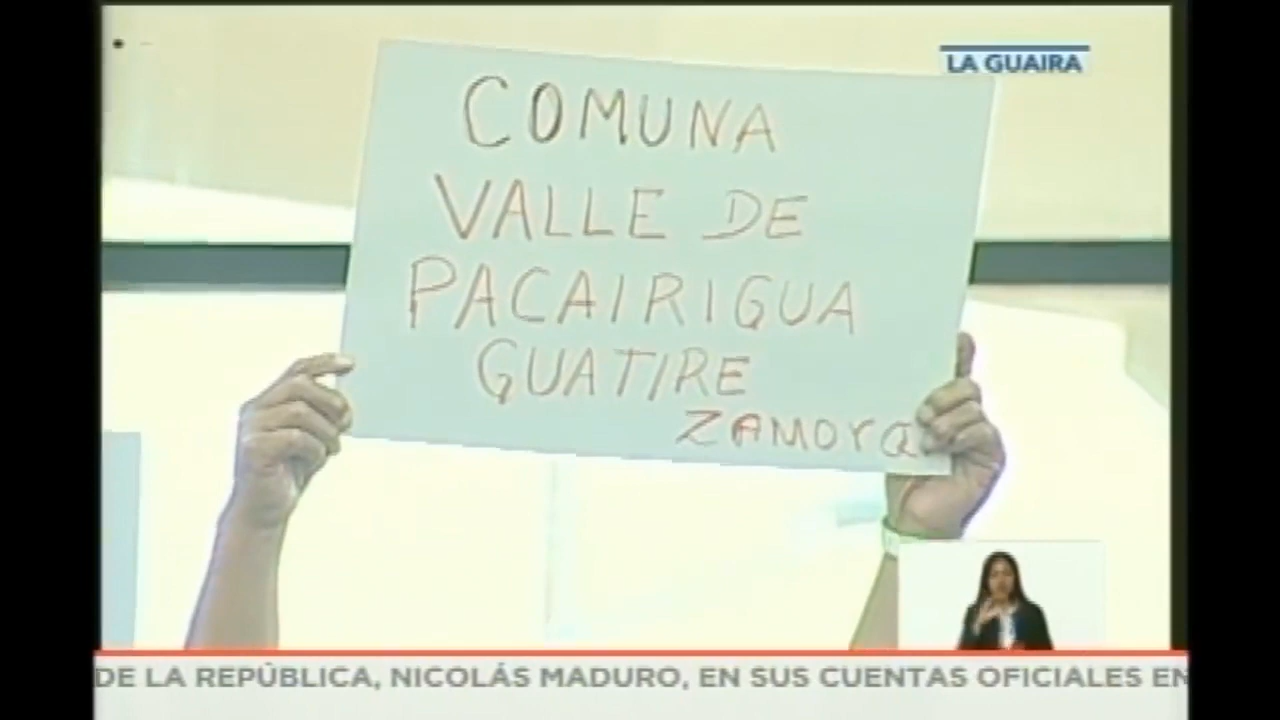 LA GUAIRA
COMUNA
VALLE DE
PACAIRIGUA
GUATIRE
ZAMORA
DE LA REPÚBLICA, NICOLÁS MADURO, EN SUS CUENTAS OFICIALES EN